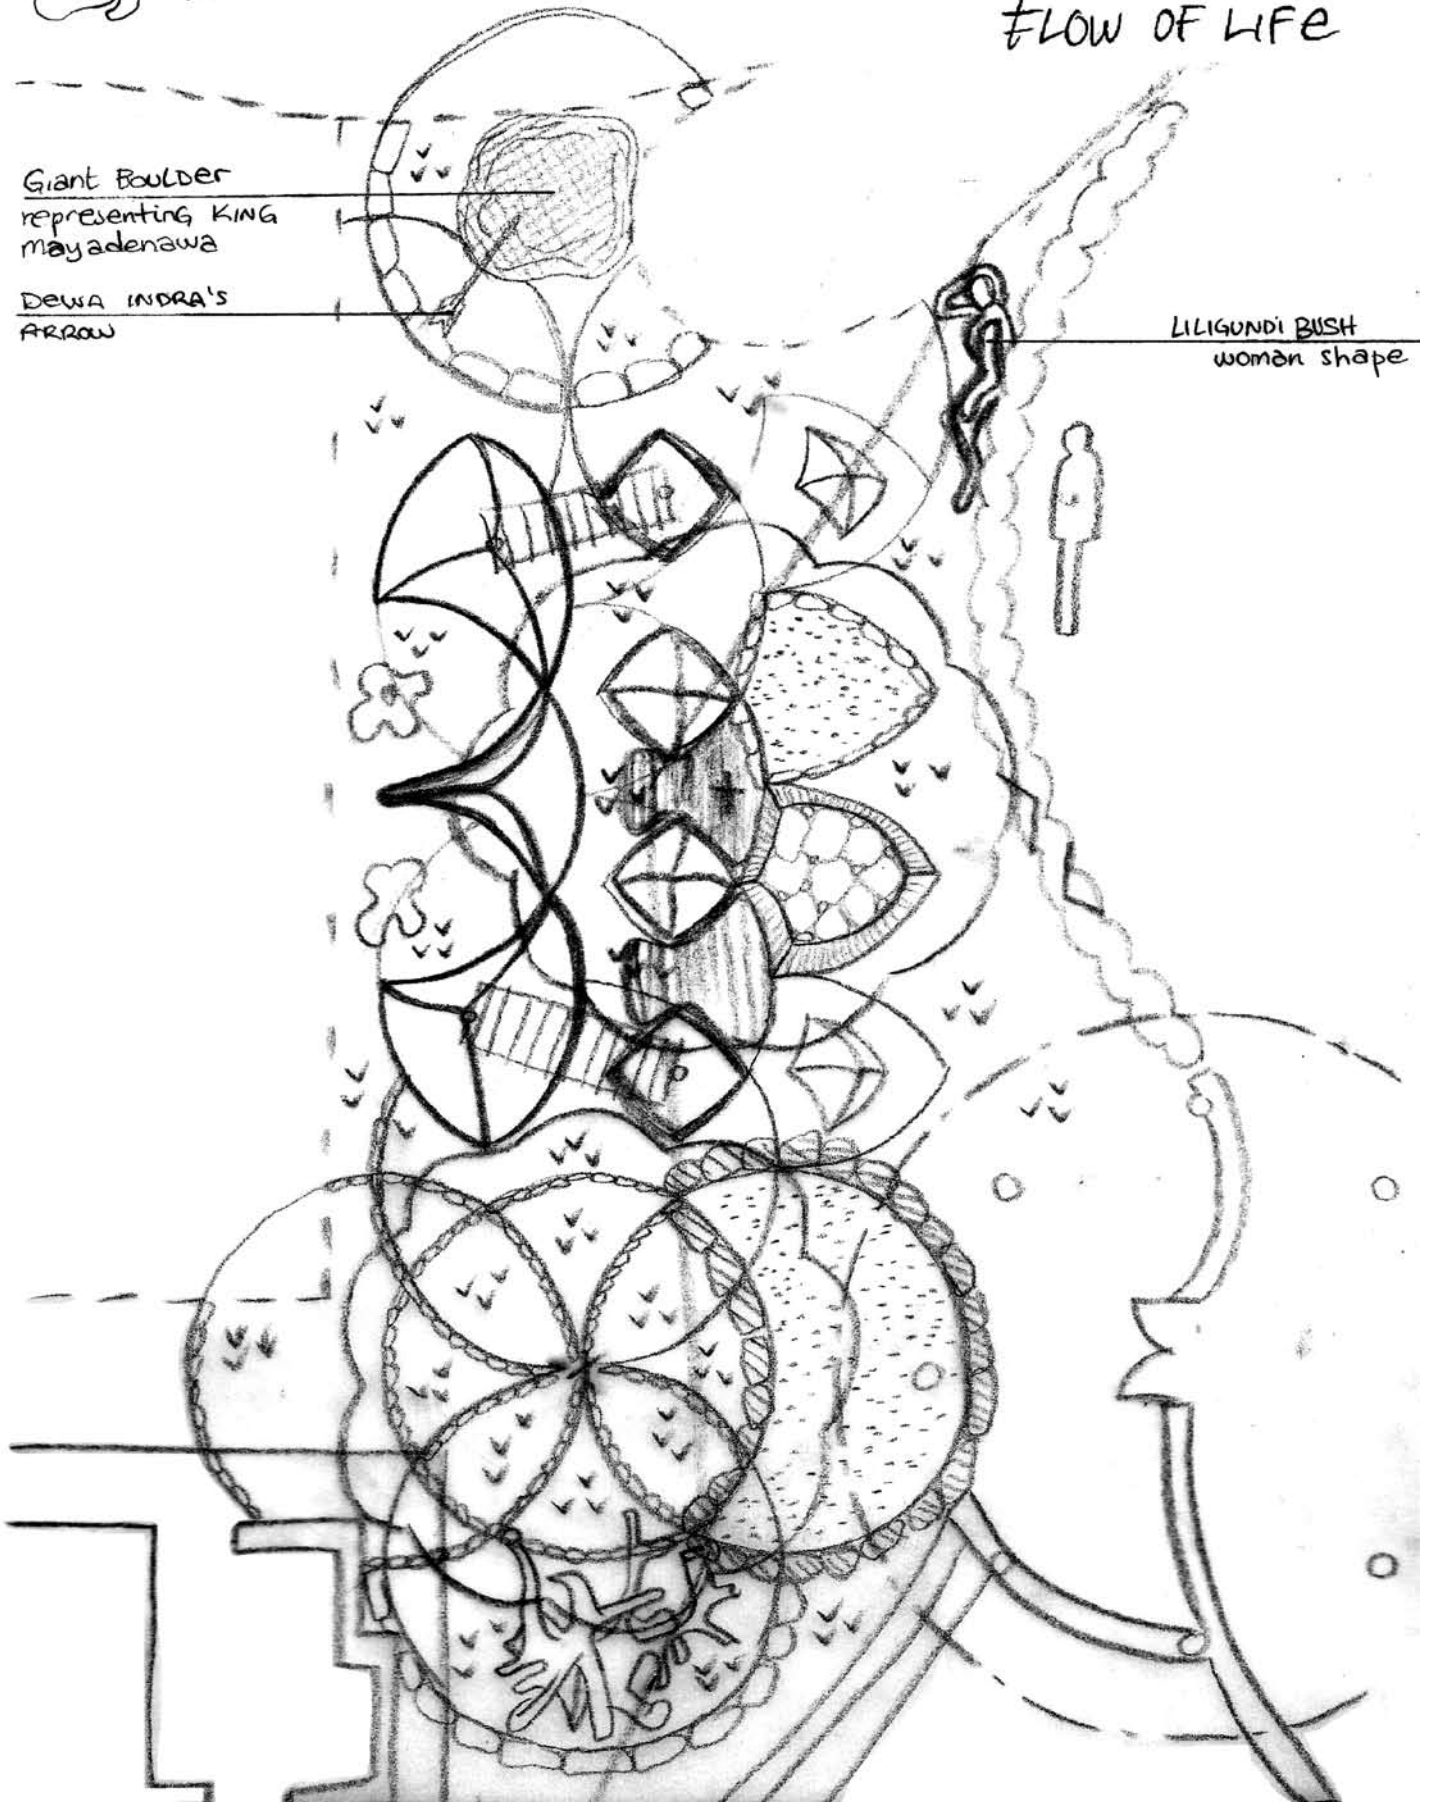 FLOW OF LIFe
Giant BOULDer
representing KING
mayadenawa
Dewa INDRA'S
ARROW
LILIGUNDi BUSH
woman shape